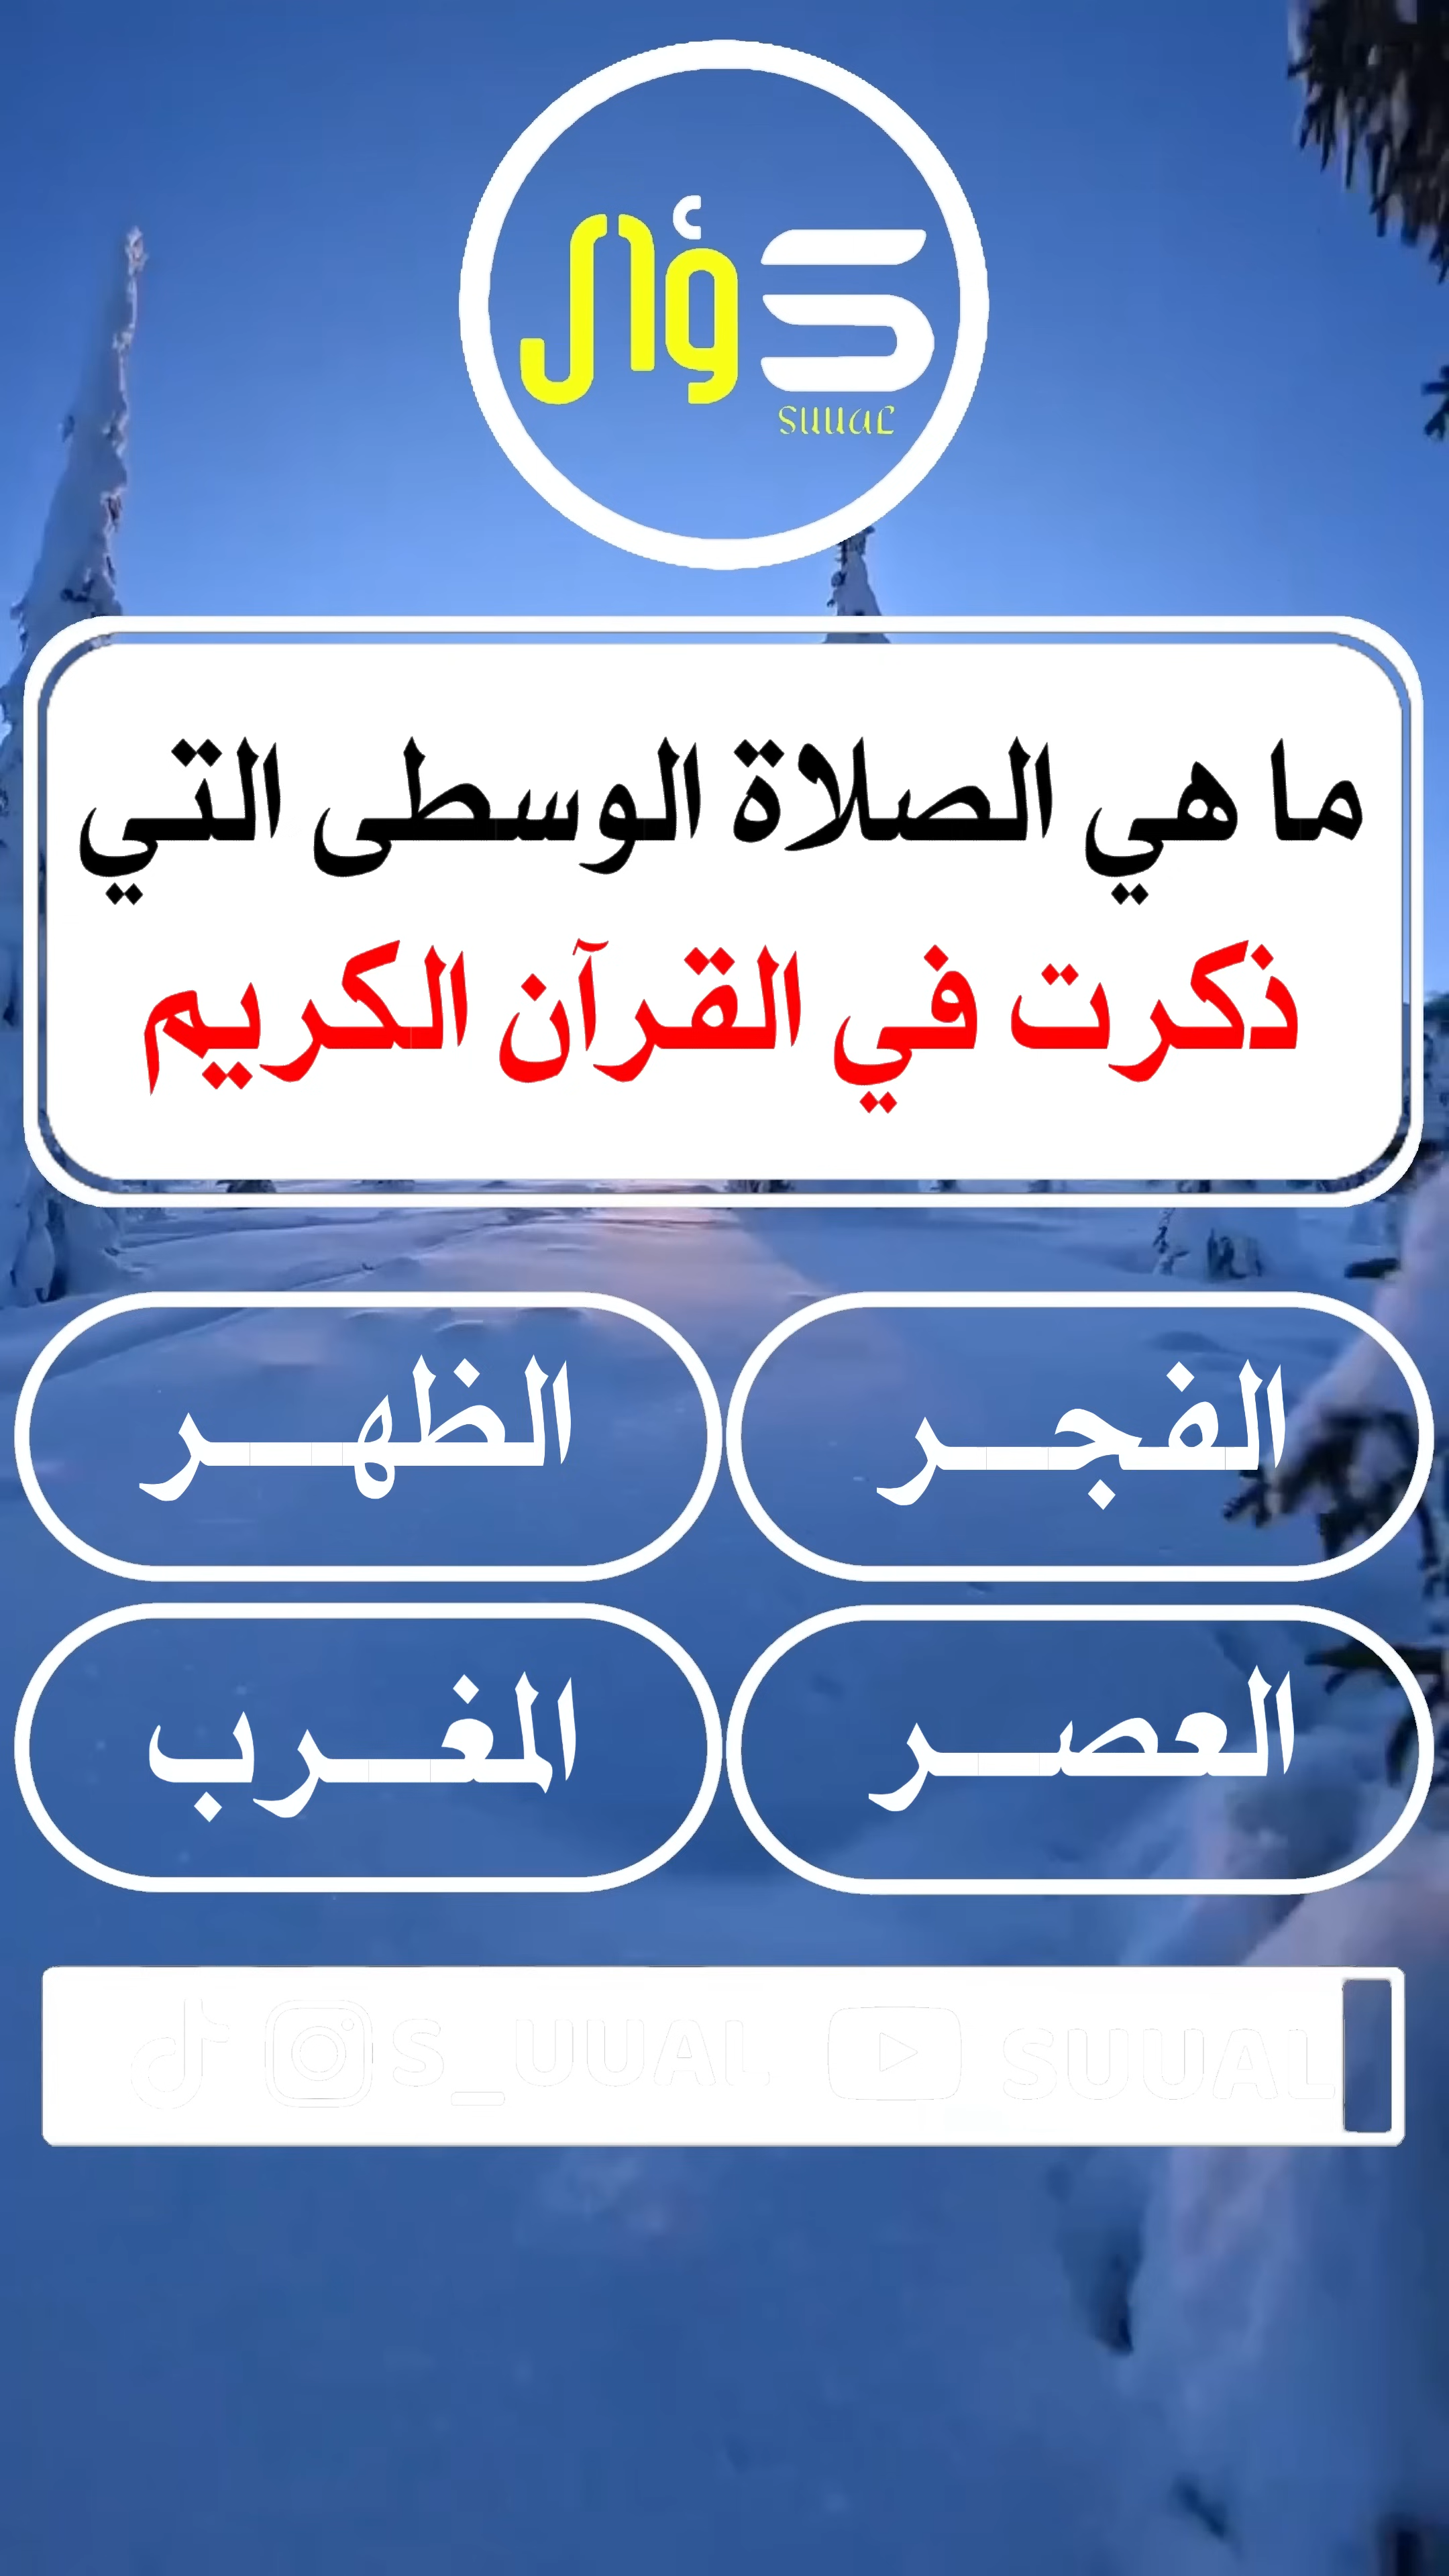 سؤال
SUUAL
ما هي الصلاة الوسطى التي
ذكرت في القرآن الكريم
الفجـــر
الظهـــر
العصـــر
المغـــرب
S_UUAL SUUAL